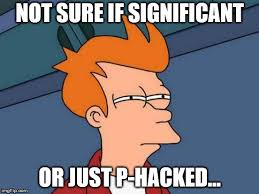 NOT SURE IF SIGNIFICANT
OR JUST P-HACKED...
imgflip.com